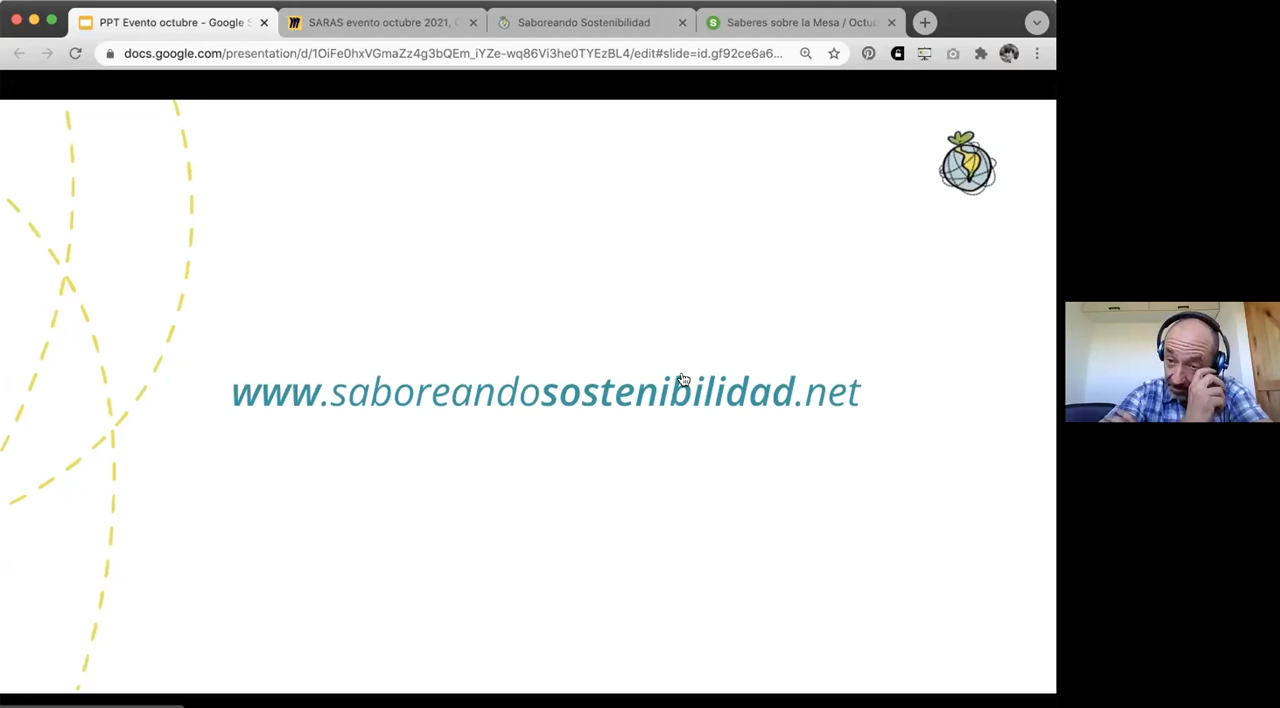 PPT Evento octubre - Google S
SARAS evento octubre 2021,
Saboreando Sostenibilidad
Saberes sobre la Mesa / Octu
docs.google.com/presentation/d/1OiFe0hxVGmaZz4g3bQEm_iYZe-wq86Vi3he0TYEzBL4/edit#slide=id.gf92ce6a6...
www.saboreandosostenibilidad.net